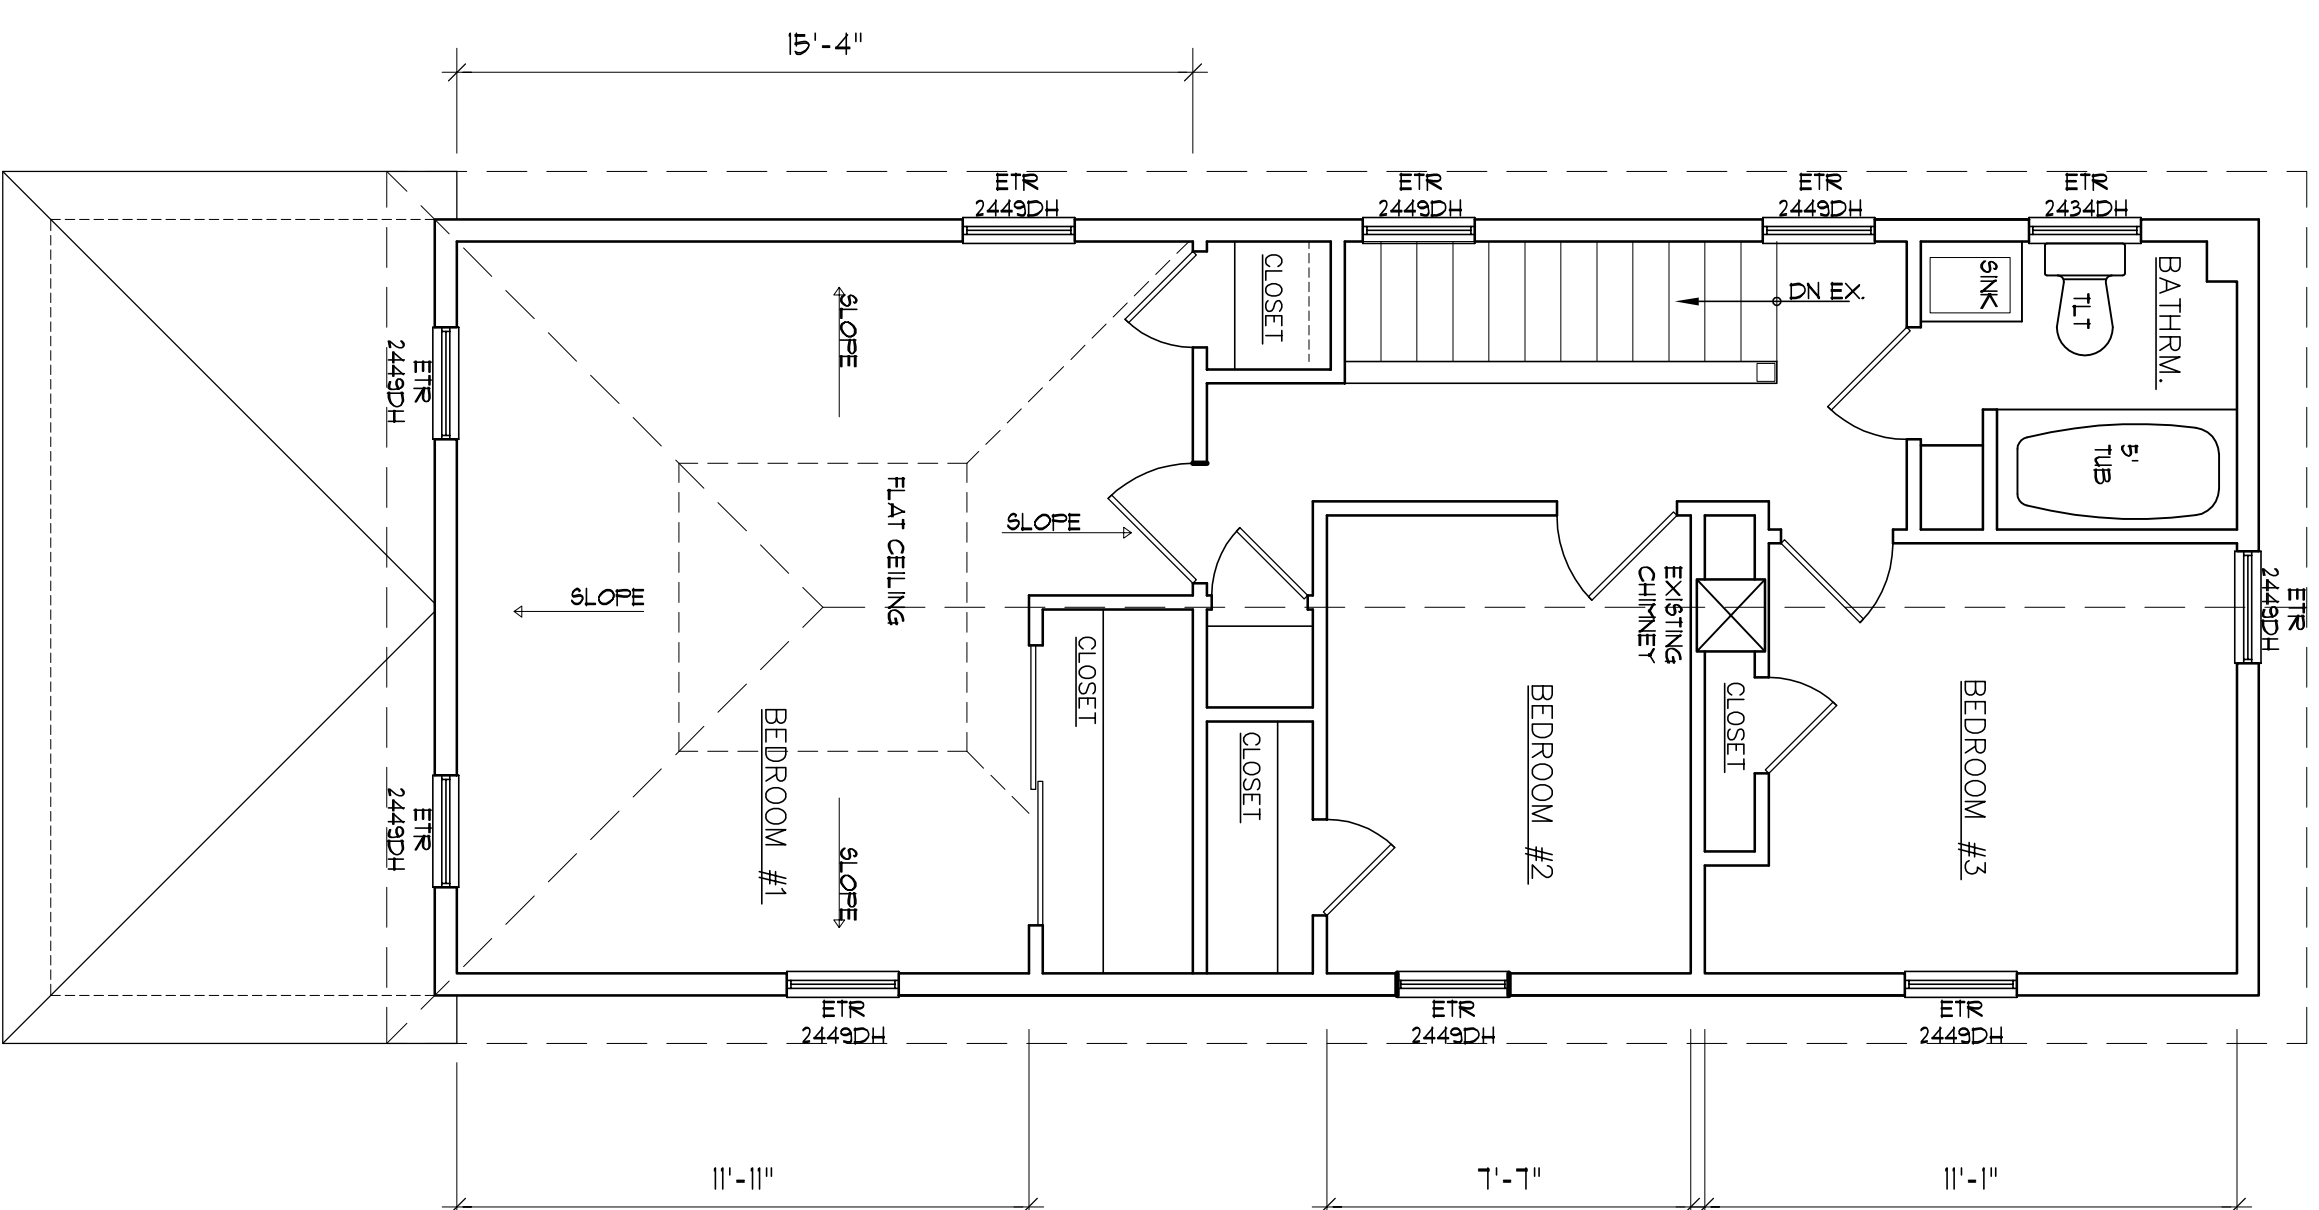 15'-4"
ETR
2449DH
ETR
2449DH
ETR
2449DH
ETR
2434DH
CLOSET
DN EX.
SINK
TLT
BATHRM.
SLOPE
ETR
2449DH
5'
TUB
FLAT CEILING
SLOPE
SLOPE
EXISTING
CHIMNEY
ETR
2449DH
CLOSET
BEDROOM #1
CLOSET
BEDROOM #2
CLOSET
BEDROOM #3
ETR
2449DH
SLOPE
ETR
2449DH
ETR
2449DH
ETR
2449DH
11'-11"
7'-7"
11'-1"